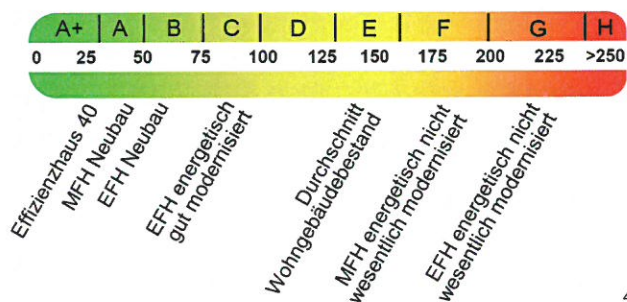 A+ A B C D E F G H
0 25 50 75 100 125 150 175 200 225 >250
Effizienzhaus 40
MFH Neubau
EFH Neubau
EFH energetisch
gut modernisiert
Durchschnitt
Wohngebäudebestand
MFH energetisch nicht
wesentlich modernisiert
EFH energetisch nicht
wesentlich modernisiert